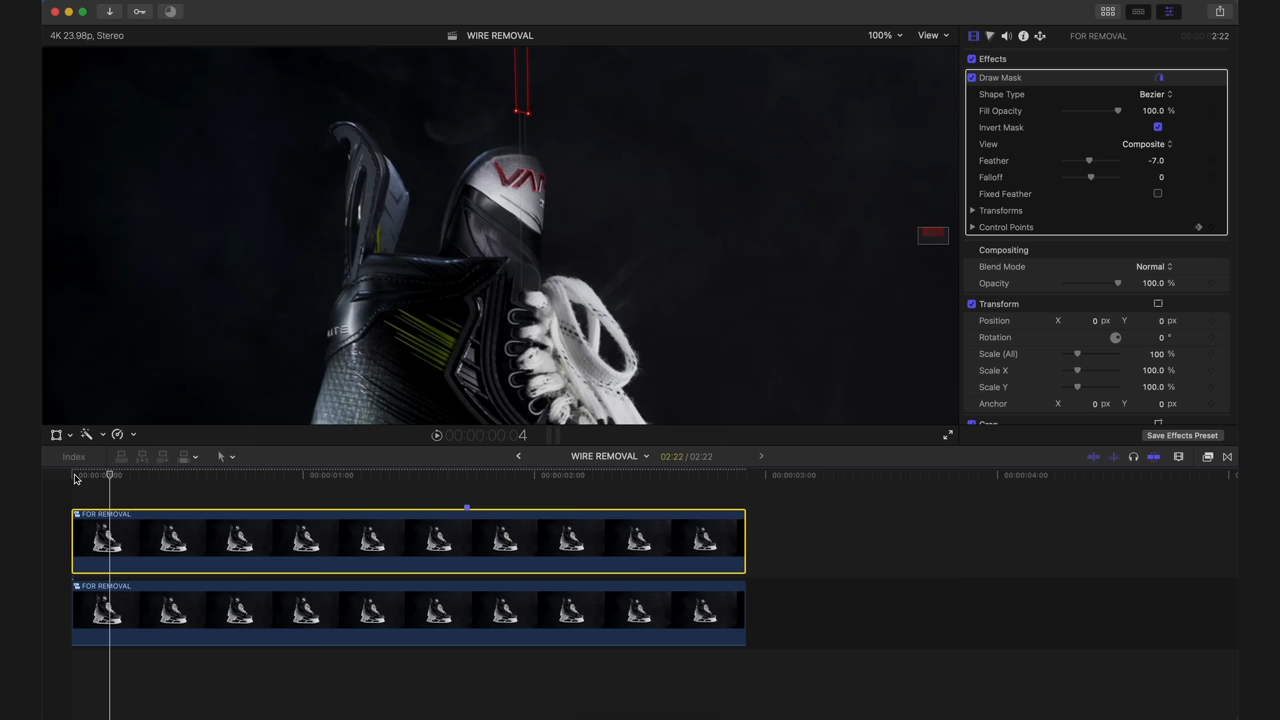 4K 23.98p, Stereo
WIRE REMOVAL
100%
View
FOR REMOVAL
2:22
Effects
Draw Mask
Shape Type
Bezier
Fill Opacity
100.0 %
Invert Mask
View
Composite
Feather
-7.0
Falloff
0
Fixed Feather
Transforms
Control Points
Compositing
Blend Mode
Normal
Opacity
100.0 %
Transform
Position X 0 px Y 0 px
Rotation
0 °
Scale (All)
100 %
Scale X
100.0 %
Scale Y
100.0 %
Anchor X 0 px Y 0 px
00:00:00:04
Save Effects Preset
Index
WIRE REMOVAL
02:22 / 02:22
00:00:01:00
00:00:02:00
00:00:03:00
00:00:04:00
FOR REMOVAL
FOR REMOVAL